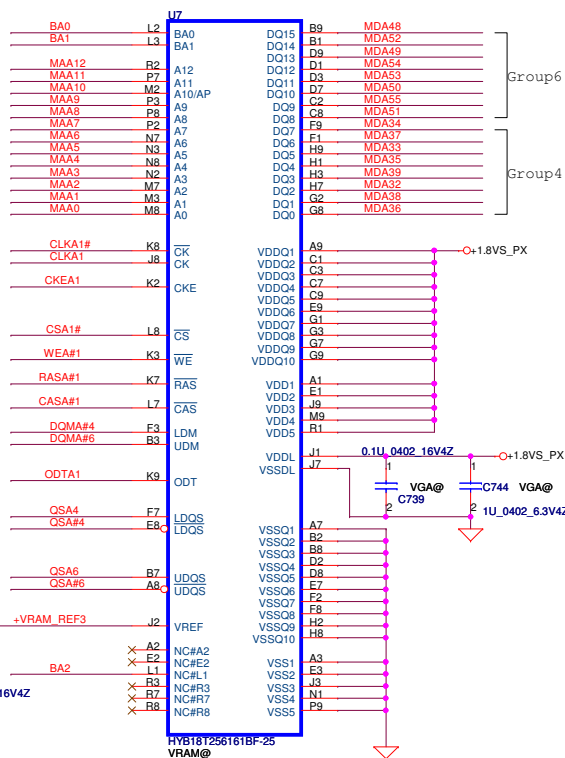 U7
BA0 L2 BA0 DQ15 B9 MDA48
BA1 L3 BA1 DQ14 B1 MDA52
DQ13 D9 MDA49
MAA12 R2 A12 DQ12 D1 MDA54
MAA11 P7 A11 DQ11 D3 MDA53
MAA10 M2 A10/AP DQ10 D7 MDA50
MAA9 P3 A9 DQ9 C2 MDA55
MAA8 P8 A8 DQ8 C8 MDA51
Group6
MAA7 P2 A7 DQ7 F9 MDA34
MAA6 N7 A6 DQ6 F1 MDA37
MAA5 N3 A5 DQ5 H9 MDA33
MAA4 N8 A4 DQ4 H1 MDA35
MAA3 N2 A3 DQ3 H3 MDA39
MAA2 M7 A2 DQ2 H7 MDA32
MAA1 M3 A1 DQ1 G2 MDA38
MAA0 M8 A0 DQ0 G8 MDA36
Group4
CLKA1# K8 CK VDDQ1 A9 +1.8VS_PX
CLKA1 J8 CK VDDQ2 C1
VDDQ3 C3
CKEA1 K2 CKE VDDQ4 C7
VDDQ5 C9
VDDQ6 E9
VDDQ7 G1
CSA1# L8 CS VDDQ8 G3
VDDQ9 G7
WEA#1 K3 WE VDDQ10 G9
RASA#1 K7 RAS VDD1 A1
VDD2 E1
CASA#1 L7 CAS VDD3 J9
VDD4 M9
DQMA#4 F3 LDM VDD5 R1
DQMA#6 B3 UDM
VDDL J1 0.1U_0402_16V4Z +1.8VS_PX
VSSDL J7
1 1
ODTA1 K9 ODT
VGA@ C744 VGA@
C739
2 2 1U_0402_6.3V4Z
QSA4 F7 LDQS
QSA#4 E8 LDQS VSSQ1 A7
VSSQ2 B2
VSSQ3 B8
VSSQ4 D2
QSA6 B7 UDQS VSSQ5 D8
QSA#6 A8 UDQS VSSQ6 E7
VSSQ7 F2
VSSQ8 F8
+VRAM_REF3 J2 VREF VSSQ9 H2
VSSQ10 H8
A2 NC#A2
E2 NC#E2 VSS1 A3
BA2 L1 NC#L1 VSS2 E3
R3 NC#R3 VSS3 J3
16V4Z R7 NC#R7 VSS4 N1
R8 NC#R8 VSS5 P9
HYB18T256161BF-25
VRAM@